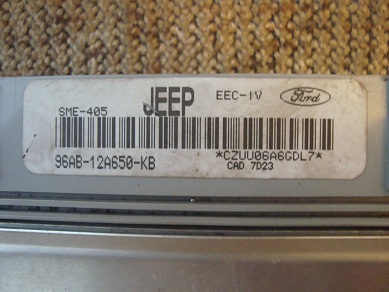 SME-405 JEEP EEC-IV Ford
96AB-12A650-KB *CZUU06A6GDL7*
CAD 7D23